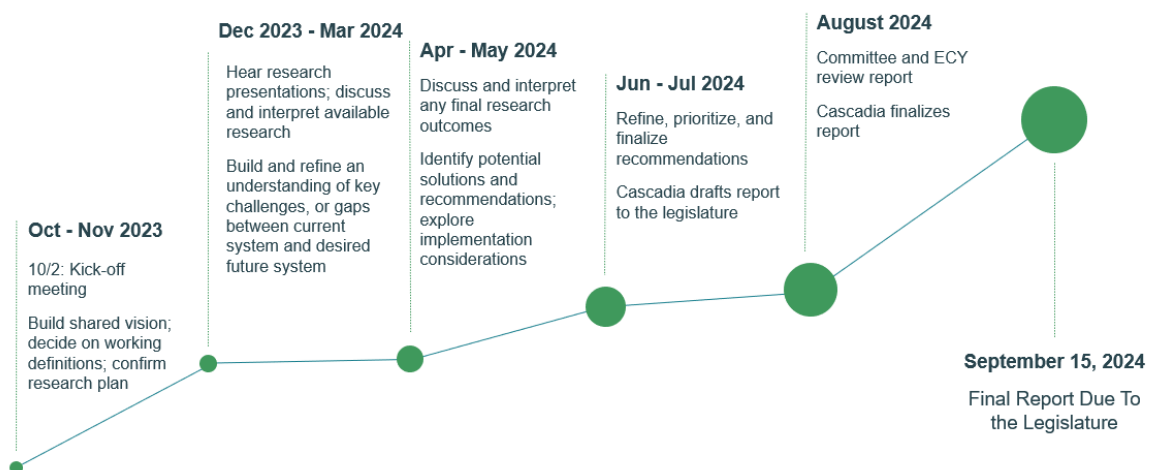 Oct - Nov 2023
10/2: Kick-off
meeting
Build shared vision;
decide on working
definitions; confirm
research plan
Dec 2023 - Mar 2024
Hear research
presentations; discuss
and interpret available
research
Build and refine an
understanding of key
challenges, or gaps
between current
system and desired
future system
Apr - May 2024
Discuss and interpret
any final research
outcomes
Identify potential
solutions and
recommendations;
explore
implementation
considerations
Jun - Jul 2024
Refine, prioritize, and
finalize
recommendations
Cascadia drafts report
to the legislature
August 2024
Committee and ECY
review report
Cascadia finalizes
report
September 15, 2024
Final Report Due To
the Legislature